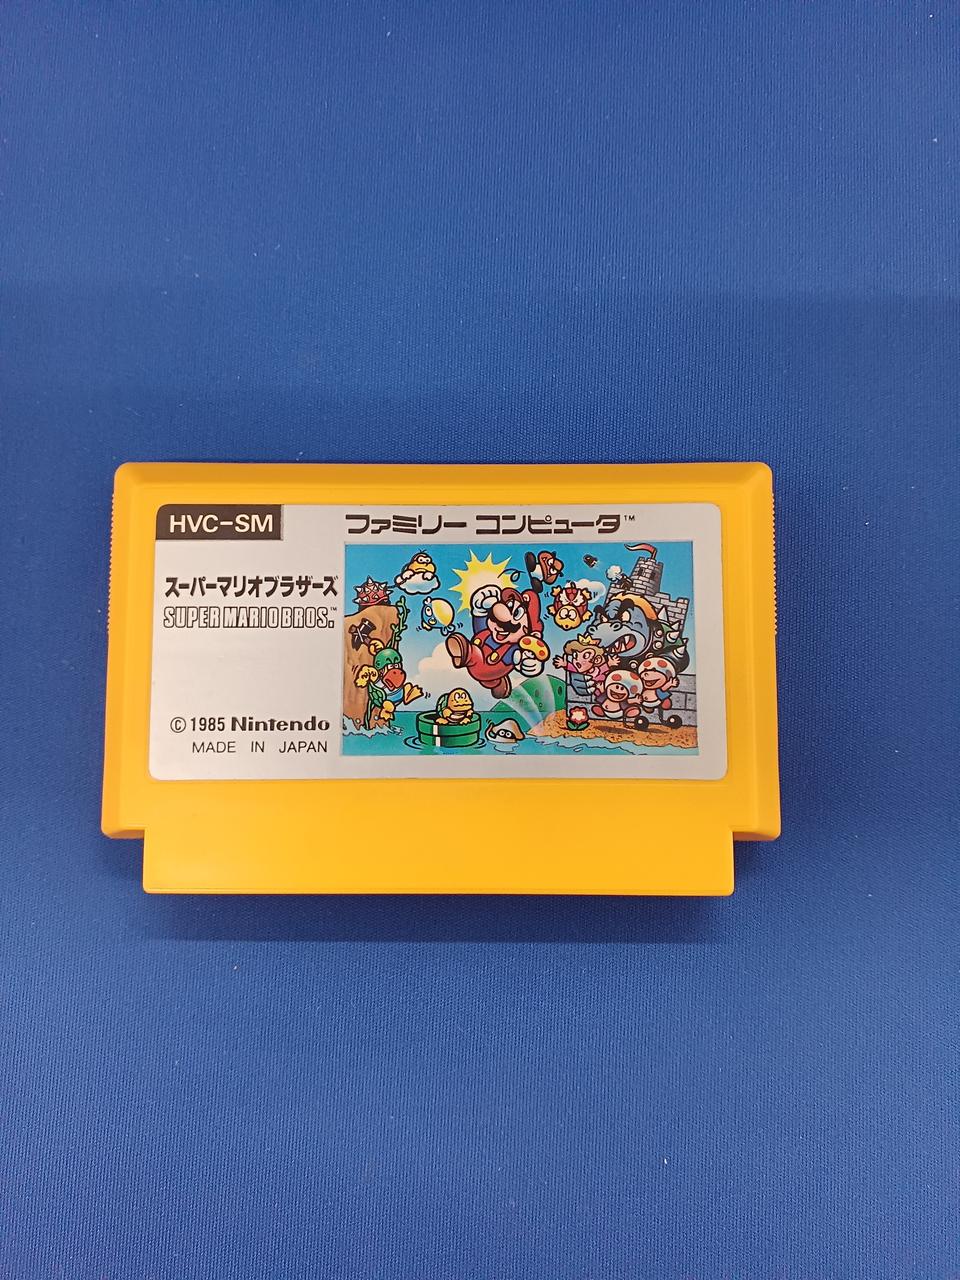 HVC-SM
ファミリー コンピュータ™
スーパーマリオブラザーズ
SUPER MARIO BROS.™
© 1985 Nintendo
MADE IN JAPAN